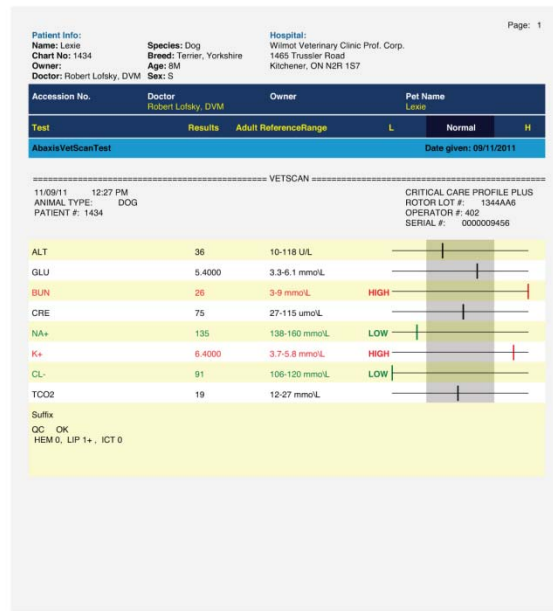 Page: 1
Patient Info:
Name: Lexie
Chart No: 1434
Owner:
Doctor: Robert Lofsky, DVM
Species: Dog
Breed: Terrier, Yorkshire
Age: 8M
Sex: S
Hospital:
Wilmot Veterinary Clinic Prof. Corp.
1465 Trussler Road
Kitchener, ON N2R 1S7
Accession No. Doctor Owner Pet Name
Robert Lofsky, DVM Lexie
Test Results Adult ReferenceRange L Normal H
AbaxisVetScanTest Date given: 09/11/2011
==================== VETSCAN ====================
11/09/11 12:27 PM
ANIMAL TYPE: DOG
PATIENT #: 1434
CRITICAL CARE PROFILE PLUS
ROTOR LOT #: 1344AA6
OPERATOR #: 402
SERIAL #: 0000009456
ALT 36 10-118 U/L
GLU 5.4000 3.3-6.1 mmo\L
BUN 26 3-9 mmo\L HIGH
CRE 75 27-115 umo\L
NA+ 135 138-160 mmo\L LOW
K+ 6.4000 3.7-5.8 mmo\L HIGH
CL- 91 106-120 mmo\L LOW
TCO2 19 12-27 mmo\L
Suffix
QC OK
HEM 0, LIP 1+ , ICT 0